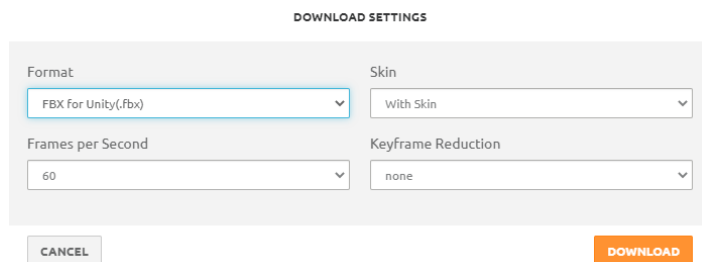 DOWNLOAD SETTINGS
Format
Skin
FBX for Unity(.fbx)
With Skin
Frames per Second
Keyframe Reduction
60
none
CANCEL
DOWNLOAD